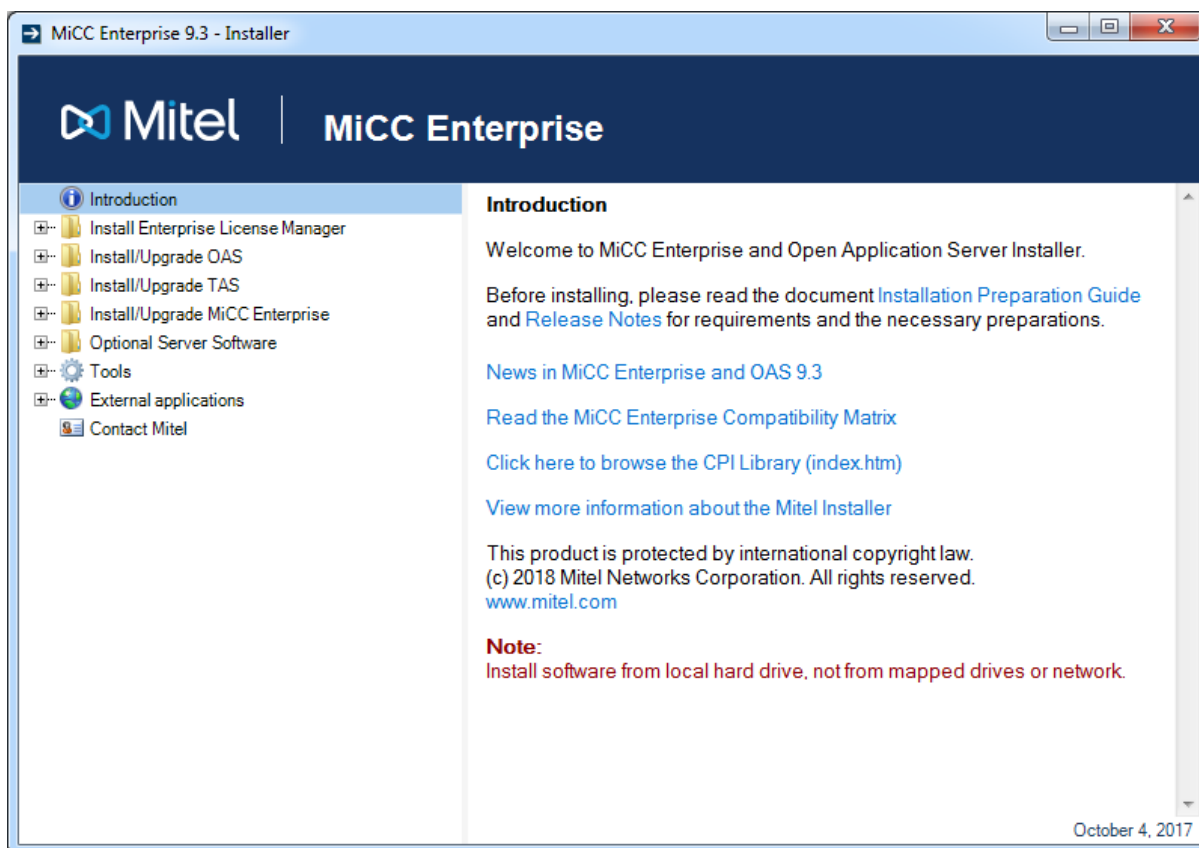 MiCC Enterprise 9.3 - Installer
Mitel
MiCC Enterprise
Introduction
Install Enterprise License Manager
Install/Upgrade OAS
Install/Upgrade TAS
Install/Upgrade MiCC Enterprise
Optional Server Software
Tools
External applications
Contact Mitel
Introduction
Welcome to MiCC Enterprise and Open Application Server Installer.
Before installing, please read the document Installation Preparation Guide
and Release Notes for requirements and the necessary preparations.
News in MiCC Enterprise and OAS 9.3
Read the MiCC Enterprise Compatibility Matrix
Click here to browse the CPI Library (index.htm)
View more information about the Mitel Installer
This product is protected by international copyright law.
(c) 2018 Mitel Networks Corporation. All rights reserved.
www.mitel.com
Note:
Install software from local hard drive, not from mapped drives or network.
October 4, 2017